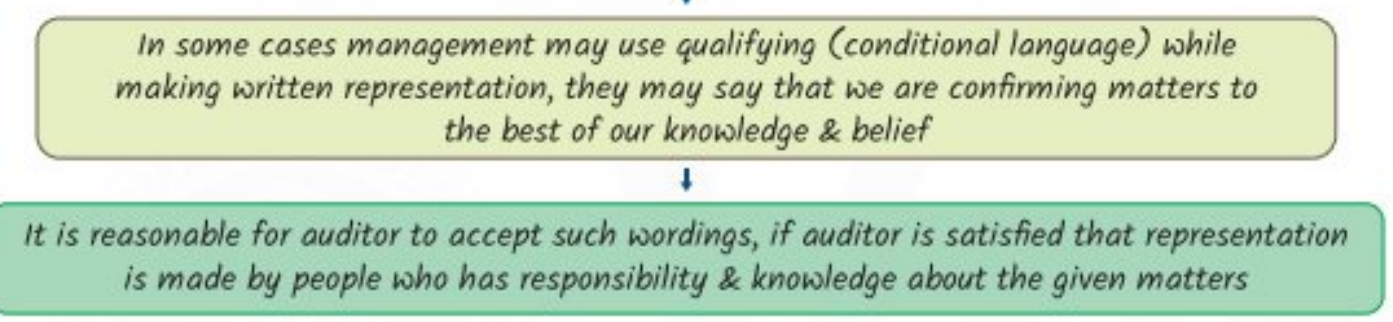 In some cases management may use qualifying (conditional language) while
making written representation, they may say that we are confirming matters to
the best of our knowledge & belief
It is reasonable for auditor to accept such wordings, if auditor is satisfied that representation
is made by people who has responsibility & knowledge about the given matters